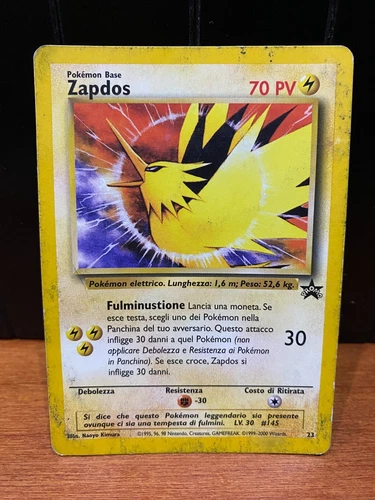 Pokémon Base
Zapdos
70 PV
Pokémon elettrico. Lunghezza: 1,6 m; Peso: 52,6 kg.
PROMO
Fulminustione Lancia una moneta. Se
esce testa, scegli uno dei Pokémon nella
Panchina del tuo avversario. Questo attacco
infligge 30 danni a quel Pokémon (non
applicare Debolezza e Resistenza ai Pokémon
in Panchina). Se esce croce, Zapdos si
infligge 30 danni.
30
Debolezza Resistenza Costo di Ritirata
-30
Si dice che questo Pokémon leggendario sia presente
ovunque ci sia una tempesta di fulmini. LV. 30 #145
Illus. Naoyo Kimura ©1995, 96, 98 Nintendo, Creatures, GAMEFREAK. ©1999-2000 Wizards. 23